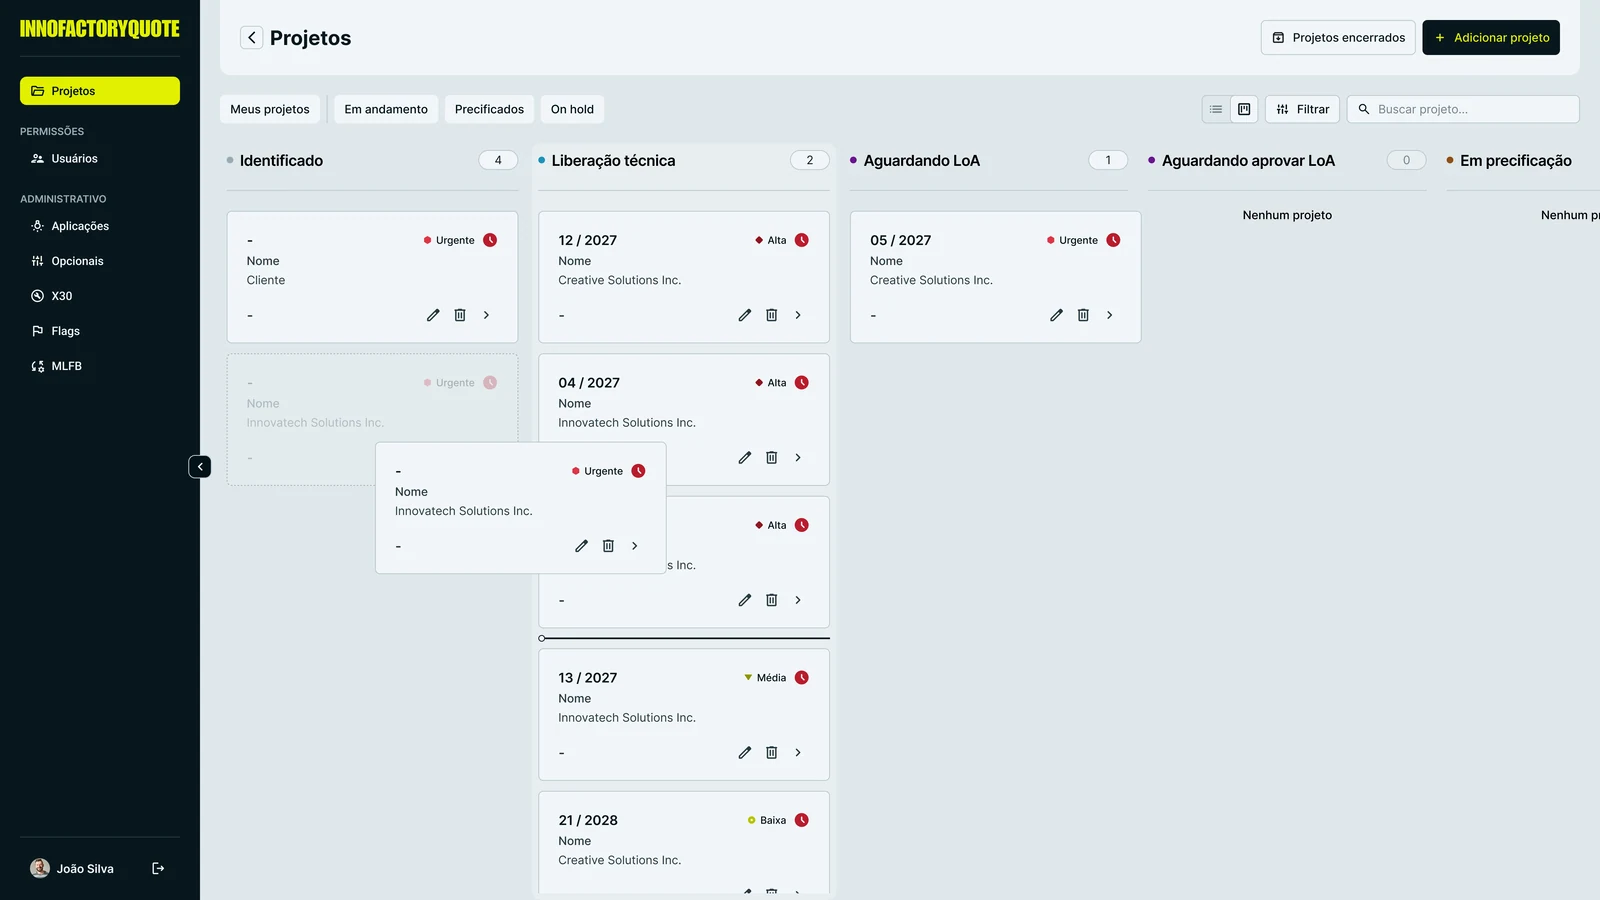 INNOFACTORYQUOTE
Projetos
PERMISSÕES
Usuários
ADMINISTRATIVO
Aplicações
Opcionais
X30
Flags
MLFB
João Silva
Projetos
Projetos encerrados
+ Adicionar projeto
Meus projetos
Em andamento
Precificados
On hold
Filtrar
Buscar projeto...
Identificado 4
-
Urgente
Nome
Cliente
-
-
Urgente
Nome
Innovatech Solutions Inc.
-
-
Urgente
Nome
Innovatech Solutions Inc.
-
Liberação técnica 2
12 / 2027
Alta
Nome
Creative Solutions Inc.
-
04 / 2027
Alta
Nome
Innovatech Solutions Inc.
Alta
s Inc.
-
13 / 2027
Média
Nome
Innovatech Solutions Inc.
-
21 / 2028
Baixa
Nome
Creative Solutions Inc.
Aguardando LoA 1
05 / 2027
Urgente
Nome
Creative Solutions Inc.
-
Aguardando aprovar LoA 0
Nenhum projeto
Em precificação
Nenhum pr